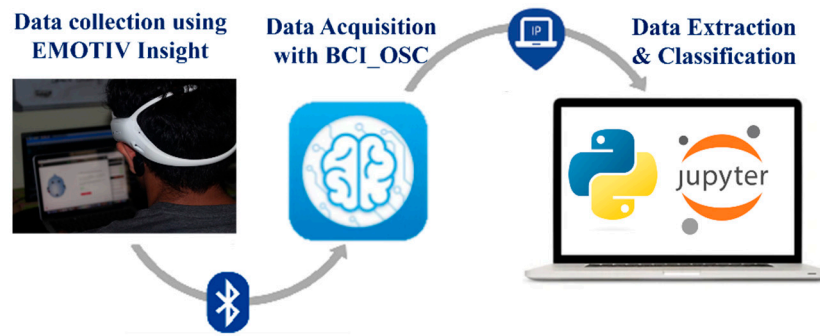 Data collection using
EMOTIV Insight
Data Acquisition
with BCI_OSC
IP
Data Extraction
& Classification
jupyter